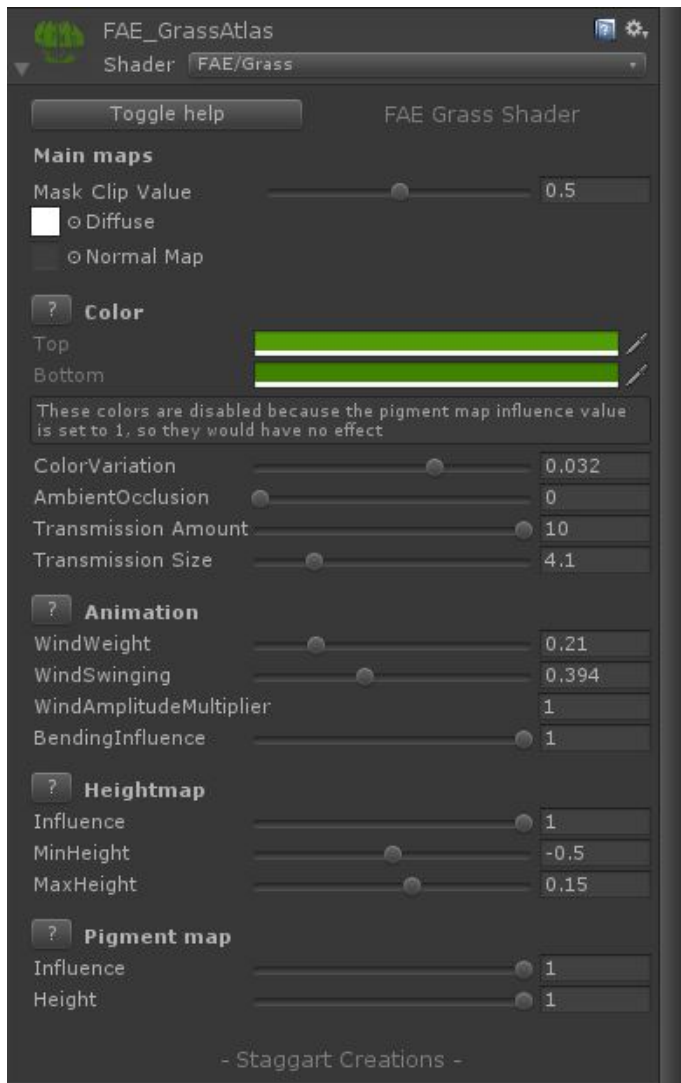 FAE_GrassAtlas
Shader FAE/Grass
Toggle help FAE Grass Shader
Main maps
Mask Clip Value 0.5
Diffuse
Normal Map
? Color
Top
Bottom
These colors are disabled because the pigment map influence value
is set to 1, so they would have no effect
ColorVariation 0.032
AmbientOcclusion 0
Transmission Amount 10
Transmission Size 4.1
? Animation
WindWeight 0.21
WindSwinging 0.394
WindAmplitudeMultiplier 1
BendingInfluence 1
? Heightmap
Influence 1
MinHeight -0.5
MaxHeight 0.15
? Pigment map
Influence 1
Height 1
- Staggart Creations -